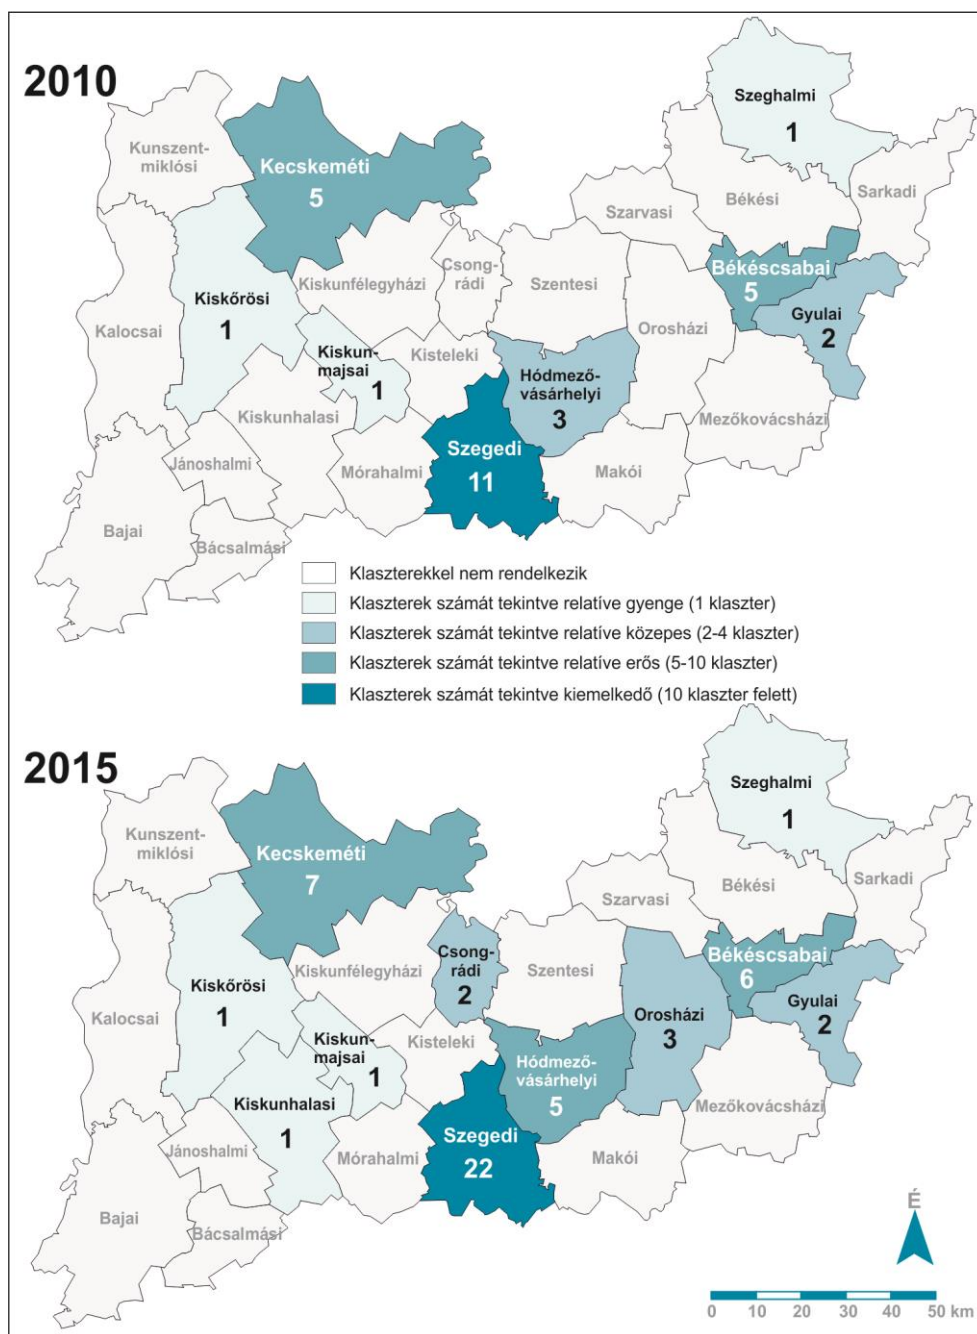 2010
Kunszent-
miklósi
Kecskeméti
5
Szeghalmi
1
Sarkadi
Békési
Szarvasi
Kalocsai
Kiskőrösi
1
Kiskunfélegyházi
Csong-
rádi
Szentesi
Békéscsabai
5
Gyulai
2
Orosházi
Kiskun-
majsai
1
Kisteleki
Hódmező-
vásárhelyi
3
Mezőkovácsházi
Kiskunhalasi
Jánoshalmi
Mórahalmi
Szegedi
11
Makói
Bajai
Bácsalmási
Klaszterekkel nem rendelkezik
Klaszterek számát tekintve relatíve gyenge (1 klaszter)
Klaszterek számát tekintve relatíve közepes (2-4 klaszter)
Klaszterek számát tekintve relatíve erős (5-10 klaszter)
Klaszterek számát tekintve kiemelkedő (10 klaszter felett)
2015
Kunszent-
miklósi
Kecskeméti
7
Szeghalmi
1
Sarkadi
Békési
Szarvasi
Kalocsai
Kiskőrösi
1
Kiskunfélegyházi
Csong-
rádi
2
Szentesi
Békéscsabai
6
Gyulai
2
Orosházi
3
Kiskun-
majsai
1
Kisteleki
Hódmező-
vásárhelyi
5
Mezőkovácsházi
Kiskunhalasi
1
Jánoshalmi
Mórahalmi
Szegedi
22
Makói
Bajai
Bácsalmási
É
0 10 20 30 40 50 km